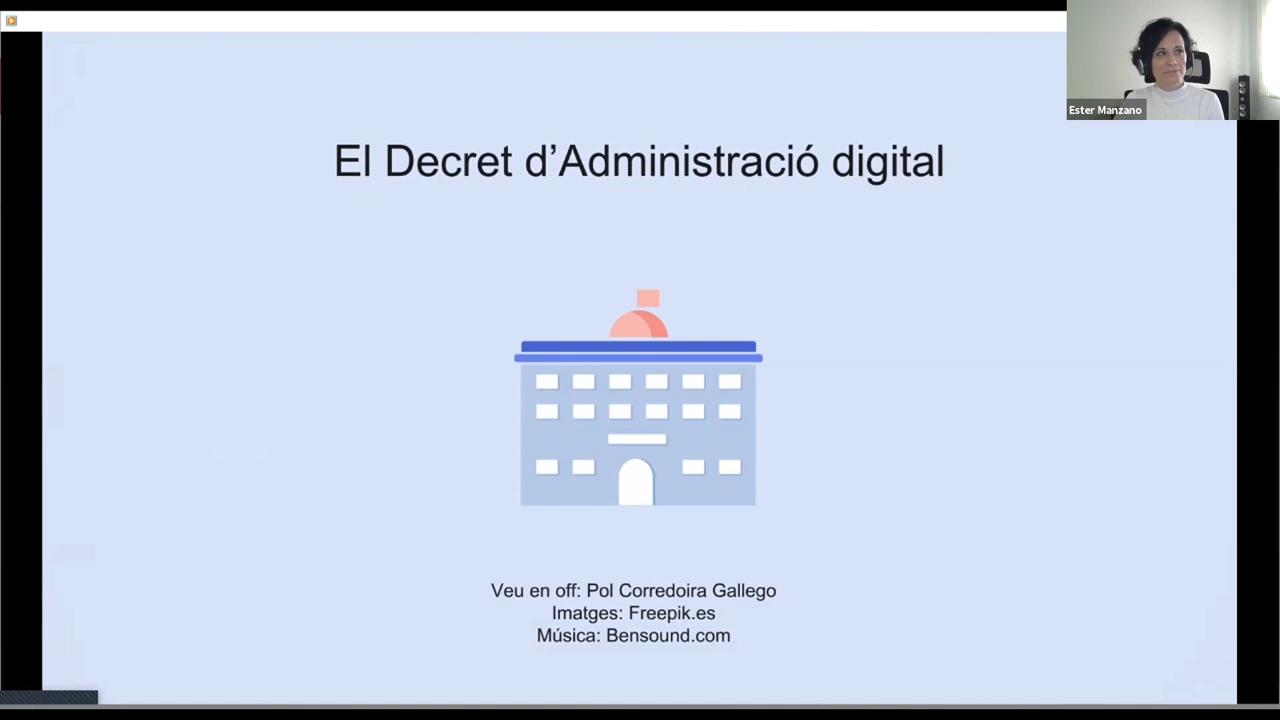 Ester Manzano
El Decret d’Administració digital
Veu en off: Pol Corredoira Gallego
Imatges: Freepik.es
Música: Bensound.com